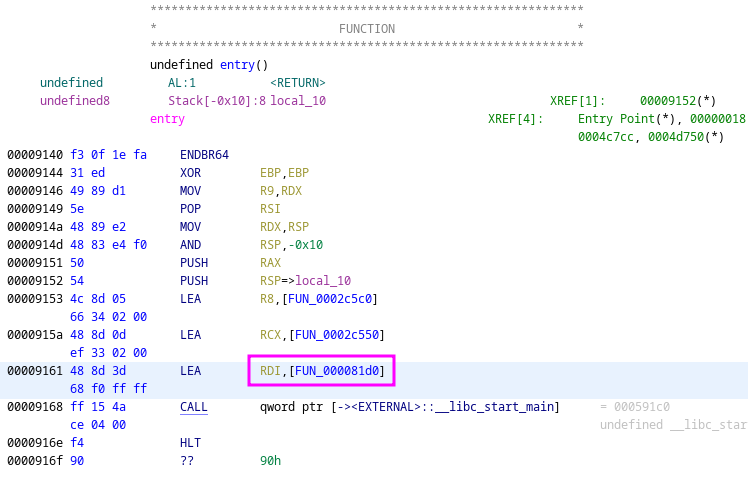 ************************************************************
* FUNCTION *
************************************************************
undefined entry()
undefined AL:1 <RETURN>
undefined8 Stack[-0x10]:8 local_10 XREF[1]: 00009152(*)
entry XREF[4]: Entry Point(*), 00000018
0004c7cc, 0004d750(*)
00009140 f3 0f 1e fa ENDBR64
00009144 31 ed XOR EBP,EBP
00009146 49 89 d1 MOV R9,RDX
00009149 5e POP RSI
0000914a 48 89 e2 MOV RDX,RSP
0000914d 48 83 e4 f0 AND RSP,-0x10
00009151 50 PUSH RAX
00009152 54 PUSH RSP=>local_10
00009153 4c 8d 05 LEA R8,[FUN_0002c5c0]
66 34 02 00
0000915a 48 8d 0d LEA RCX,[FUN_0002c550]
ef 33 02 00
00009161 48 8d 3d LEA RDI,[FUN_000081d0]
68 f0 ff ff
00009168 ff 15 4a CALL qword ptr [-><EXTERNAL>::__libc_start_main] = 000591c0
ce 04 00 undefined __libc_star
0000916e f4 HLT
0000916f 90 ?? 90h